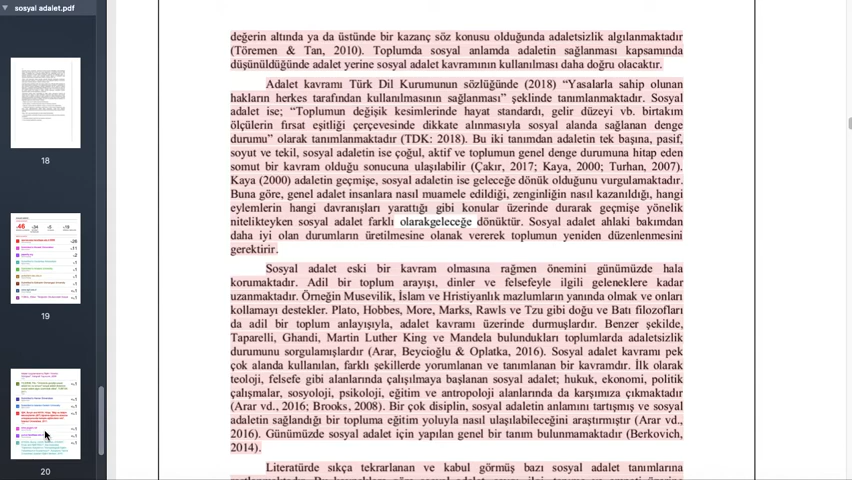 sosyal adalet.pdf
18
19
20
değerin altında ya da üstünde bir kazanç söz konusu olduğunda adaletsizlik algılanmaktadır
(Töremen & Tan, 2010). Toplumda sosyal anlamda adaletin sağlanması kapsamında
düşünüldüğünde adalet yerine sosyal adalet kavramının kullanılması daha doğru olacaktır.
Adalet kavramı Türk Dil Kurumunun sözlüğünde (2018) “Yasalarla sahip olunan
hakların herkes tarafından kullanılmasının sağlanması” şeklinde tanımlanmaktadır. Sosyal
adalet ise; “Toplumun değişik kesimlerinde hayat standardı, gelir düzeyi vb. birtakım
ölçülerin fırsat eşitliği çerçevesinde dikkate alınmasıyla sosyal alanda sağlanan denge
durumu” olarak tanımlanmaktadır (TDK: 2018). Bu iki tanımdan adaletin tek başına, pasif,
soyut ve tekil, sosyal adaletin ise çoğul, aktif ve toplumun genel denge durumuna hitap eden
somut bir kavram olduğu sonucuna ulaşılabilir (Çakır, 2017; Kaya, 2000; Turhan, 2007).
Kaya (2000) adaletin geçmişe, sosyal adaletin ise geleceğe dönük olduğunu vurgulamaktadır.
Buna göre, genel adalet insanlara nasıl muamele edildiği, zenginliğin nasıl kazanıldığı, hangi
eylemlerin hangi davranışları yarattığı gibi konular üzerinde durarak geçmişe yönelik
nitelikteyken sosyal adalet farklı olarakgeleceğe dönüktür. Sosyal adalet ahlaki bakımdan
daha iyi olan durumların üretilmesine olanak vererek toplumun yeniden düzenlenmesini
gerektirir.
Sosyal adalet eski bir kavram olmasına rağmen önemini günümüzde hala
korumaktadır. Adil bir toplum arayışı, dinler ve felsefeyle ilgili geleneklere kadar
uzanmaktadır. Örneğin Musevilik, İslam ve Hristiyanlık mazlumların yanında olmak ve onları
kollamayı destekler. Plato, Hobbes, More, Marks, Rawls ve Tzu gibi doğu ve Batı filozofları
da adil bir toplum anlayışıyla, adalet kavramı üzerinde durmuşlardır. Benzer şekilde,
Taparelli, Ghandi, Martin Luther King ve Mandela bulundukları toplumlarda adaletsizlik
durumunu sorgulamışlardır (Arar, Beycioğlu & Oplatka, 2016). Sosyal adalet kavramı pek
çok alanda kullanılan, farklı şekillerde yorumlanan ve tanımlanan bir kavramdır. İlk olarak
teoloji, felsefe gibi alanlarında çalışılmaya başlanan sosyal adalet; hukuk, ekonomi, politik
çalışmalar, sosyoloji, psikoloji, eğitim ve antropoloji alanlarında da karşımıza çıkmaktadır
(Arar vd., 2016; Brooks, 2008). Bir çok disiplin, sosyal adaletin anlamını tartışmış ve sosyal
adaletin sağlandığı bir topluma eğitim yoluyla nasıl ulaşılabileceğini araştırmıştır (Arar vd.,
2016). Günümüzde sosyal adalet için yapılan genel bir tanım bulunmamaktadır (Berkovich,
2014).
Literatürde sıkça tekrarlanan ve kabul görmüş bazı sosyal adalet tanımlarına